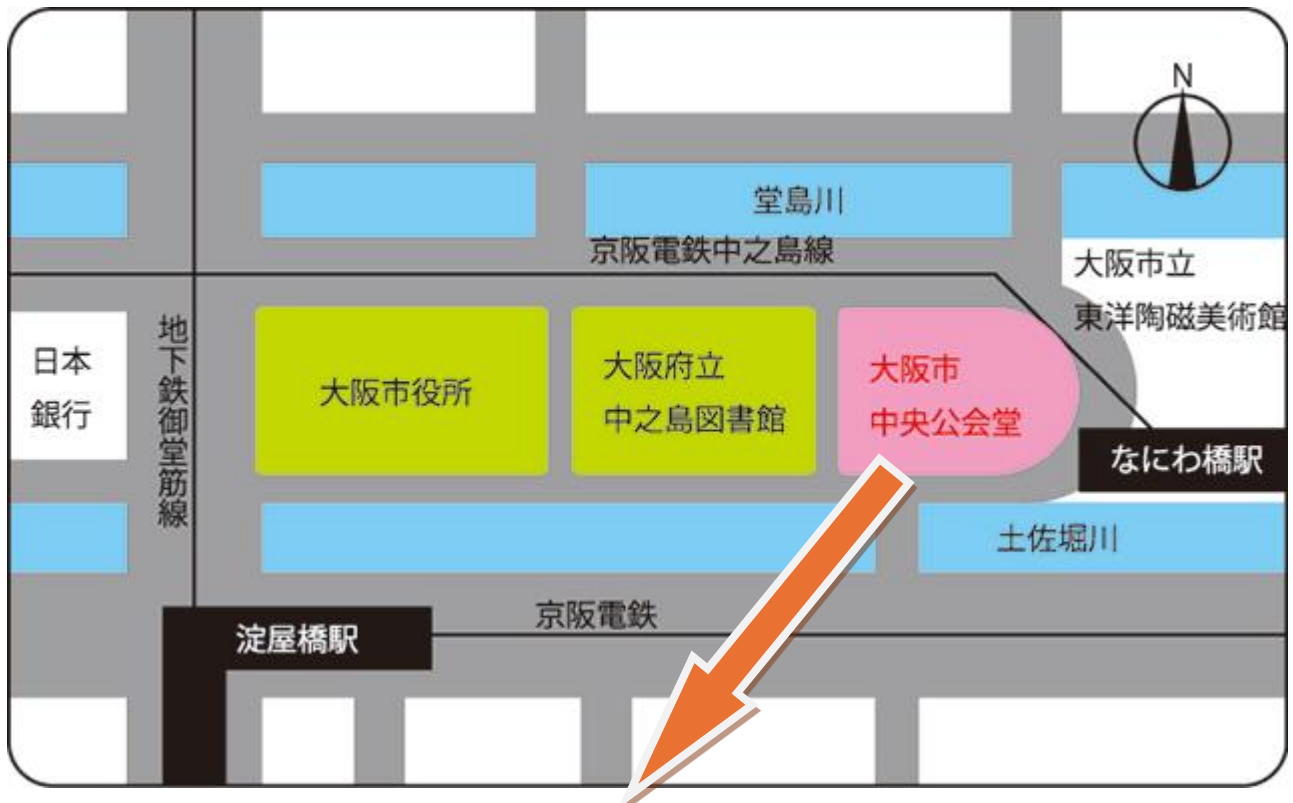 N
堂島川
京阪電鉄中之島線
大阪市立
東洋陶磁美術館
地下鉄御堂筋線
日本
銀行
大阪市役所
大阪府立
中之島図書館
大阪市
中央公会堂
なにわ橋駅
土佐堀川
京阪電鉄
淀屋橋駅